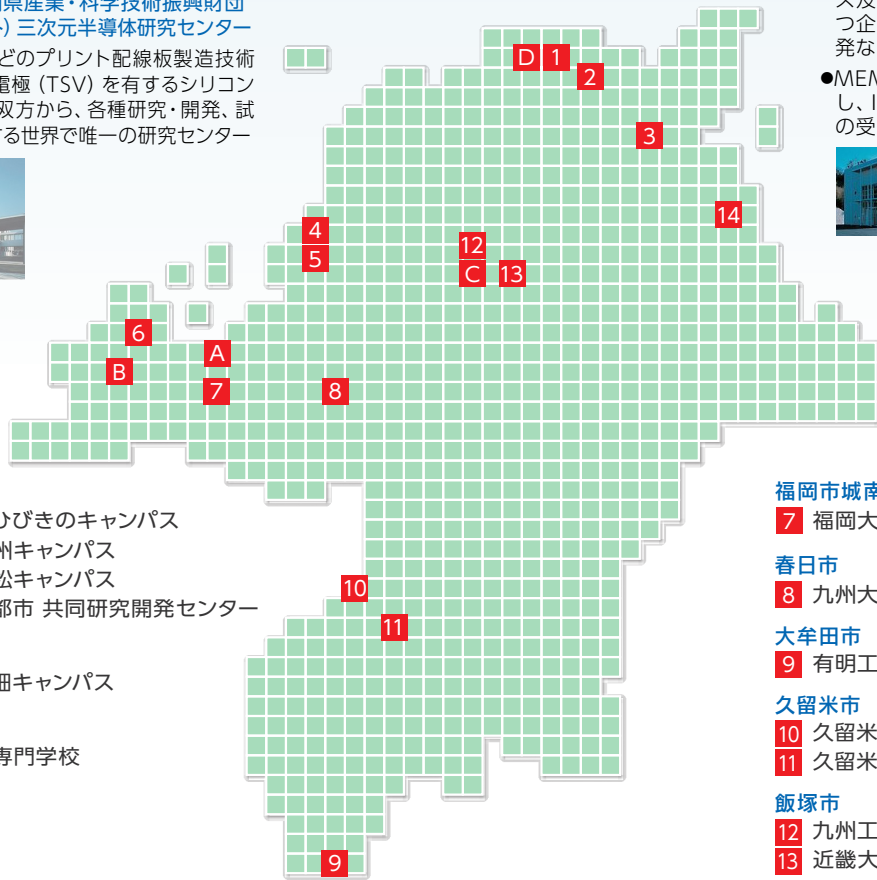 県産業・科学技術振興財団
）三次元半導体研究センター
どのプリント配線板製造技術
電極（TSV）を有するシリコン
双方から、各種研究・開発、試
る世界で唯一の研究センター
つ企
発な
●MEM
し、I
の受
D
1
2
3
14
4
5
12
C
13
6
A
B
7
8
10
11
9
ひびきのキャンパス
州キャンパス
松キャンパス
都市 共同研究開発センター
畑キャンパス
専門学校
福岡市城南
7 福岡大
春日市
8 九州大
大牟田市
9 有明工
久留米市
10 久留米
11 久留米
飯塚市
12 九州工
13 近畿大